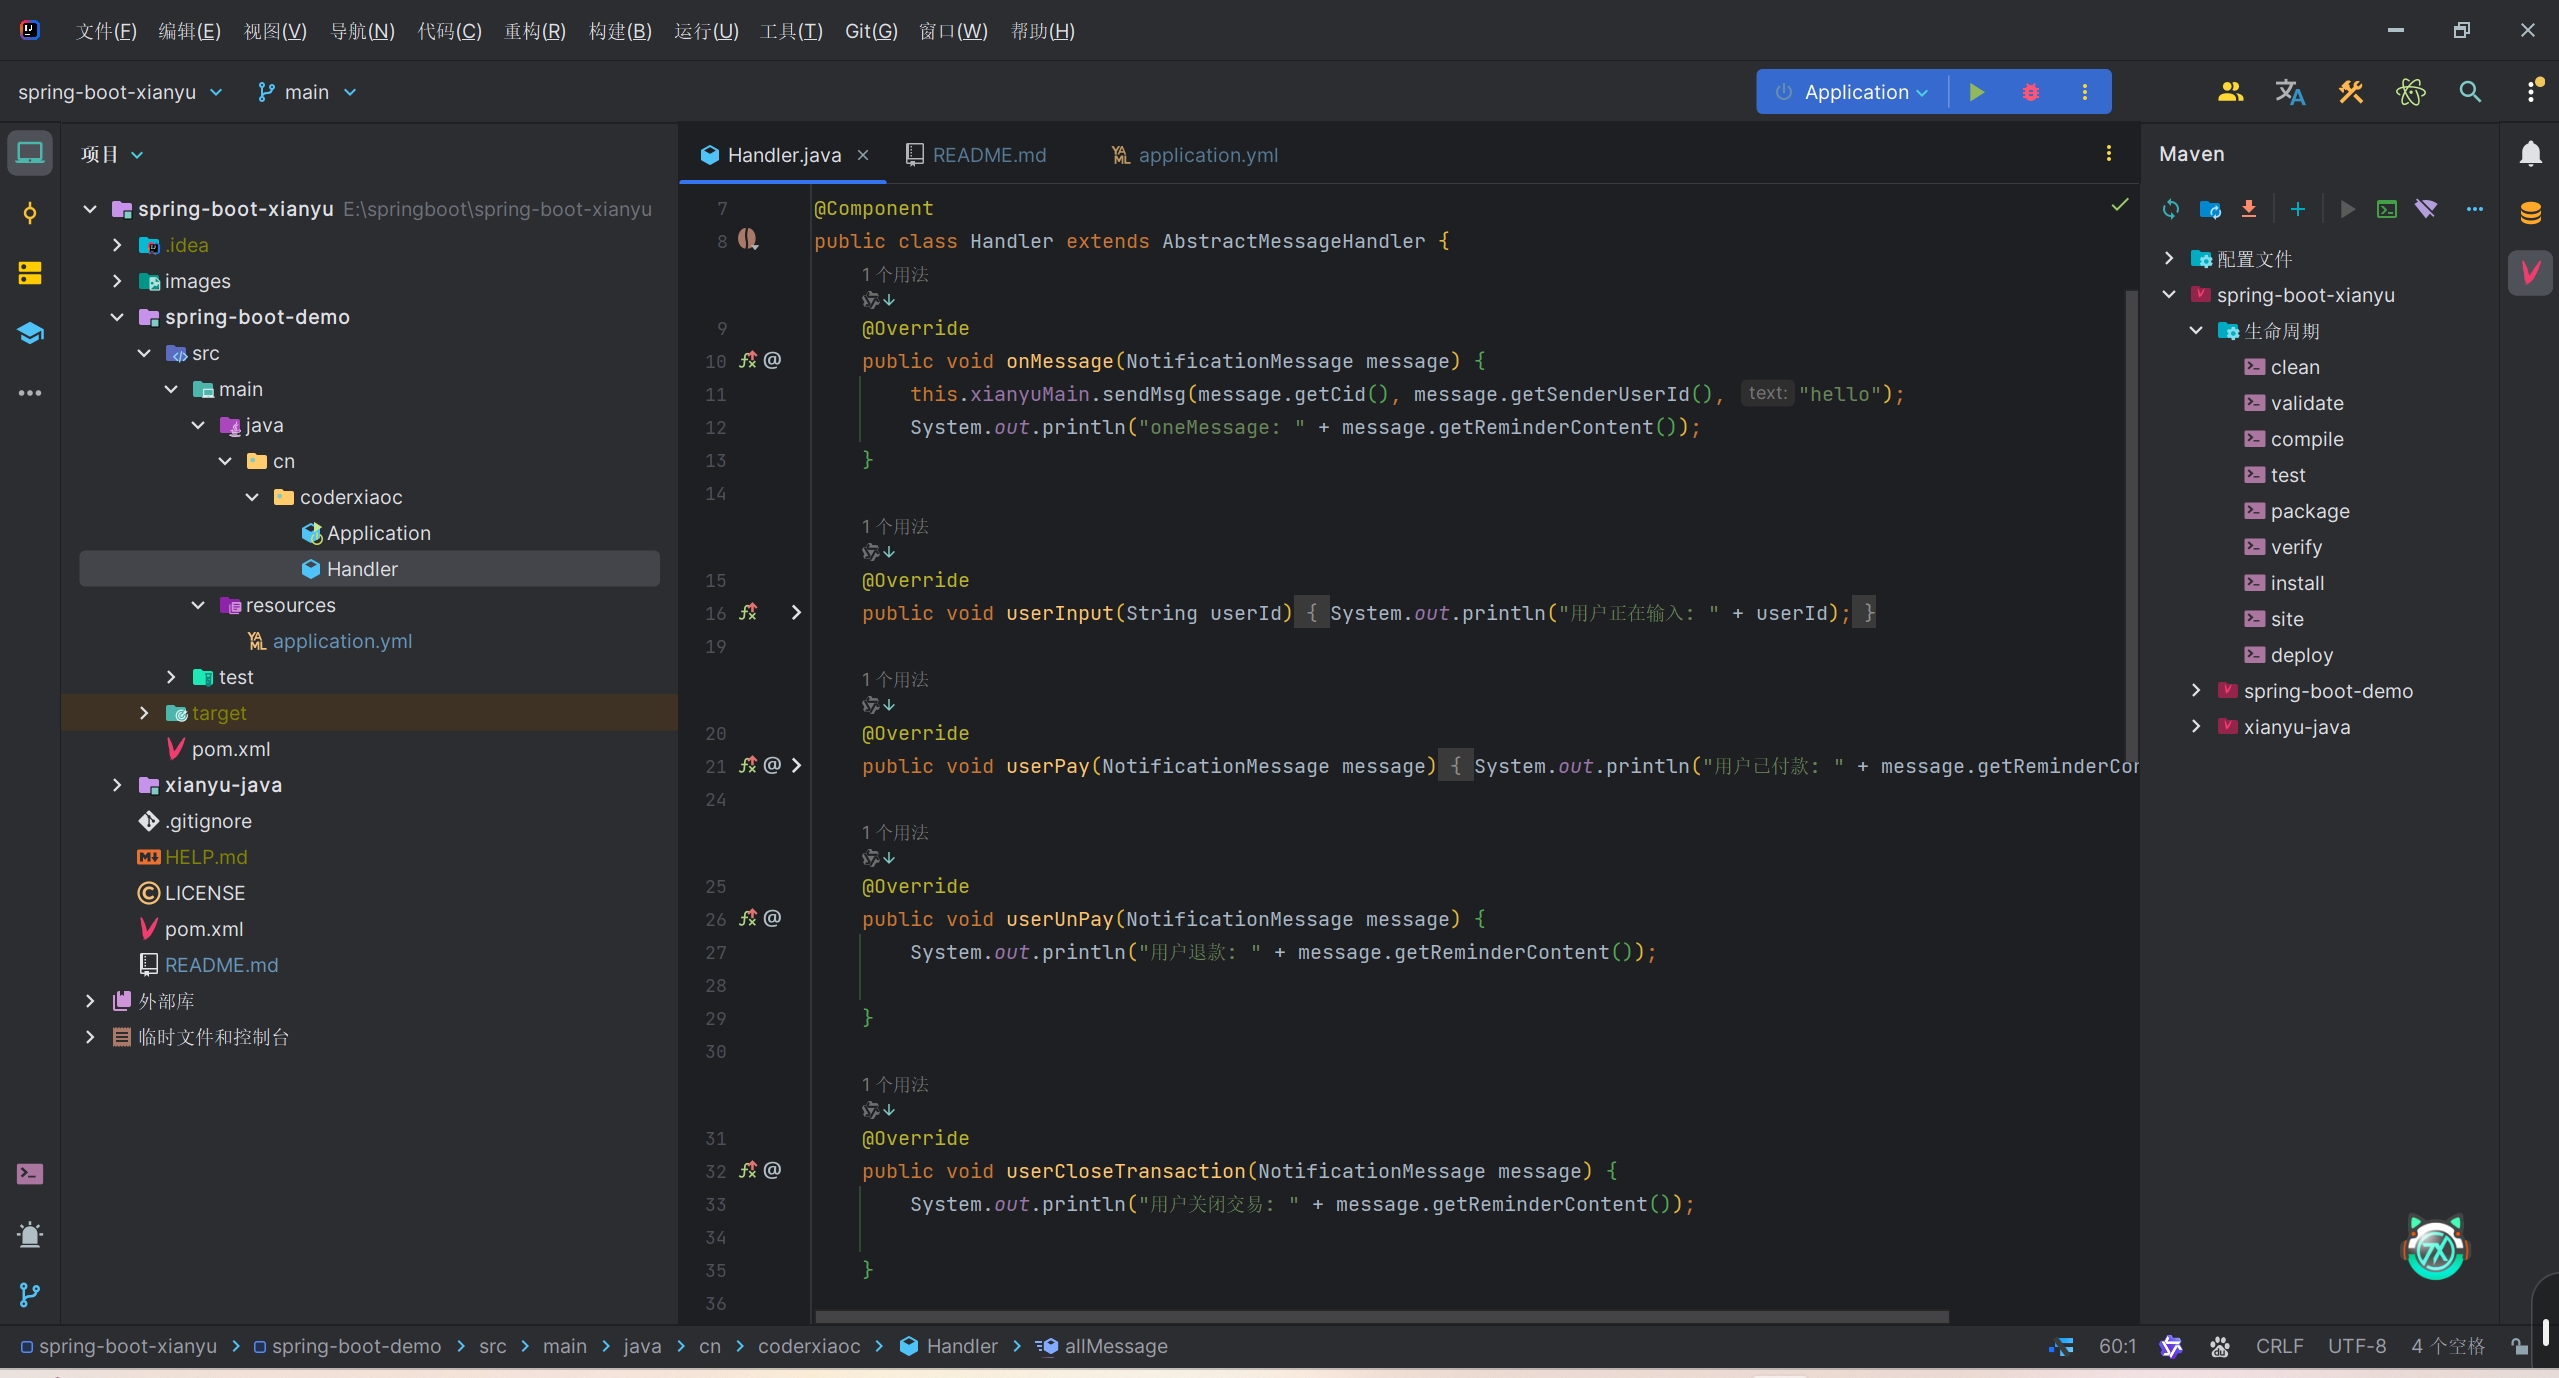 文件(F) 编辑(E) 视图(V) 导航(N) 代码(C) 重构(R) 构建(B) 运行(U) 工具(T) Git(G) 窗口(W) 帮助(H)
spring-boot-xianyu main Application
项目
spring-boot-xianyu E:\springboot\spring-boot-xianyu
.idea
images
spring-boot-demo
src
main
java
cn
coderxiaoc
Application
Handler
resources
application.yml
test
target
pom.xml
xianyu-java
.gitignore
HELP.md
LICENSE
pom.xml
README.md
外部库
临时文件和控制台
Handler.java README.md application.yml
7 @Component
8 public class Handler extends AbstractMessageHandler {
1 个用法
9 @Override
10 public void onMessage(NotificationMessage message) {
11 this.xianyuMain.sendMsg(message.getCid(), message.getSenderUserId(), text: "hello");
12 System.out.println("oneMessage: " + message.getReminderContent());
13 }
14
1 个用法
15 @Override
16 public void userInput(String userId) { System.out.println("用户正在输入: " + userId); }
19
1 个用法
20 @Override
21 public void userPay(NotificationMessage message) { System.out.println("用户已付款: " + message.getReminderCor
24
1 个用法
25 @Override
26 public void userUnPay(NotificationMessage message) {
27 System.out.println("用户退款: " + message.getReminderContent());
28
29 }
30
1 个用法
31 @Override
32 public void userCloseTransaction(NotificationMessage message) {
33 System.out.println("用户关闭交易: " + message.getReminderContent());
34
35 }
36
Maven
配置文件
spring-boot-xianyu
生命周期
clean
validate
compile
test
package
verify
install
site
deploy
spring-boot-demo
xianyu-java
7X
spring-boot-xianyu > spring-boot-demo > src > main > java > cn > coderxiaoc > Handler > allMessage
60:1 CRLF UTF-8 4 个空格